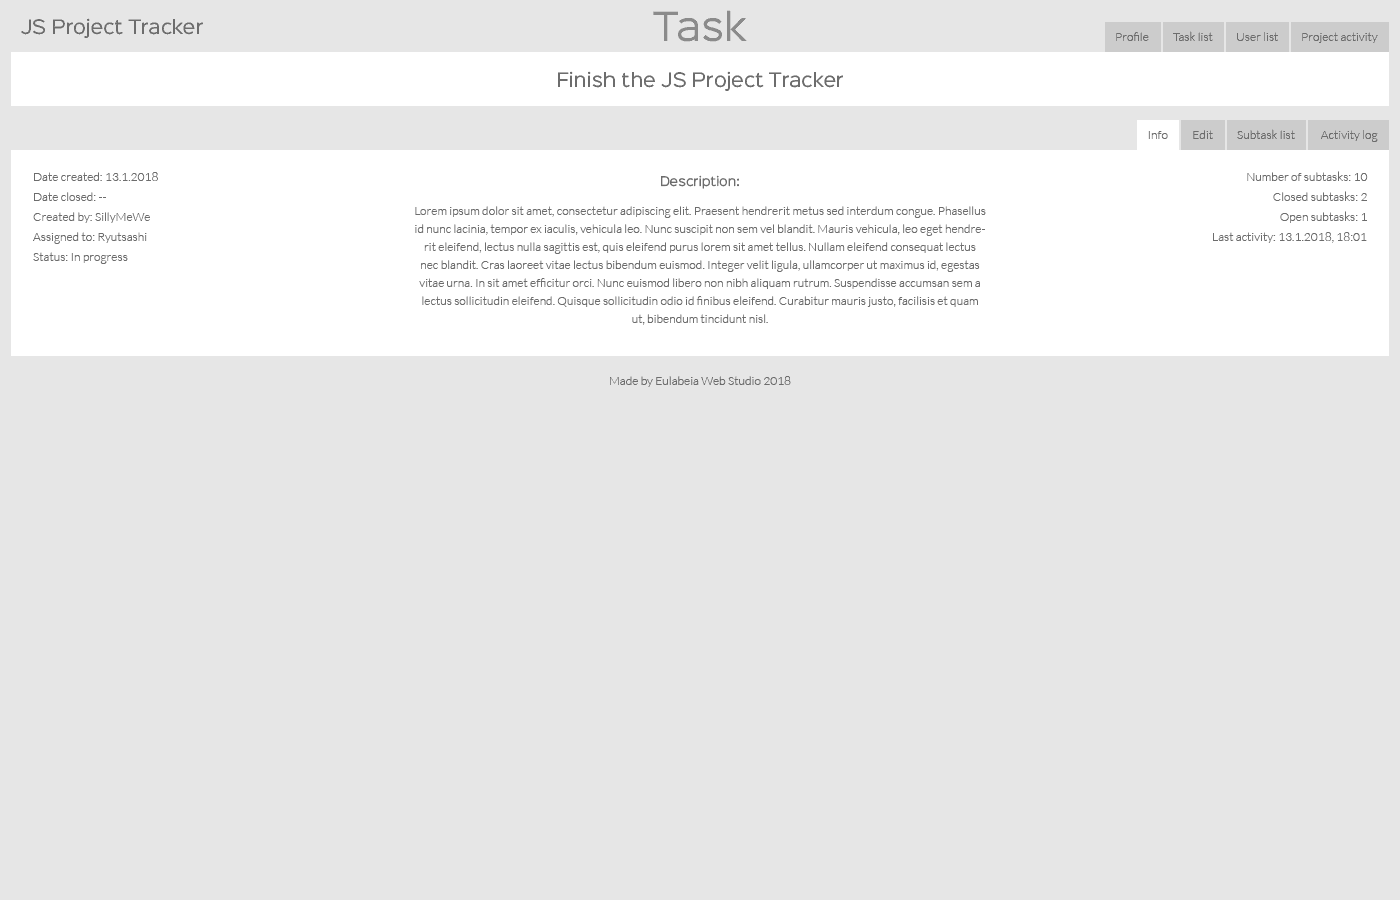 JS Project Tracker
Task
Profile
Task list
User list
Project activity
Finish the JS Project Tracker
Info
Edit
Subtask list
Activity log
Date created: 13.1.2018
Date closed: --
Created by: SillyMeWe
Assigned to: Ryutsashi
Status: In progress
Description:
Lorem ipsum dolor sit amet, consectetur adipiscing elit. Praesent hendrerit metus sed interdum congue. Phasellus
id nunc lacinia, tempor ex iaculis, vehicula leo. Nunc suscipit non sem vel blandit. Mauris vehicula, leo eget hendre-
rit eleifend, lectus nulla sagittis est, quis eleifend purus lorem sit amet tellus. Nullam eleifend consequat lectus
nec blandit. Cras laoreet vitae lectus bibendum euismod. Integer velit ligula, ullamcorper ut maximus id, egestas
vitae urna. In sit amet efficitur orci. Nunc euismod libero non nibh aliquam rutrum. Suspendisse accumsan sem a
lectus sollicitudin eleifend. Quisque sollicitudin odio id finibus eleifend. Curabitur mauris justo, facilisis et quam
ut, bibendum tincidunt nisl.
Number of subtasks: 10
Closed subtasks: 2
Open subtasks: 1
Last activity: 13.1.2018, 18:01
Made by Eulabeia Web Studio 2018